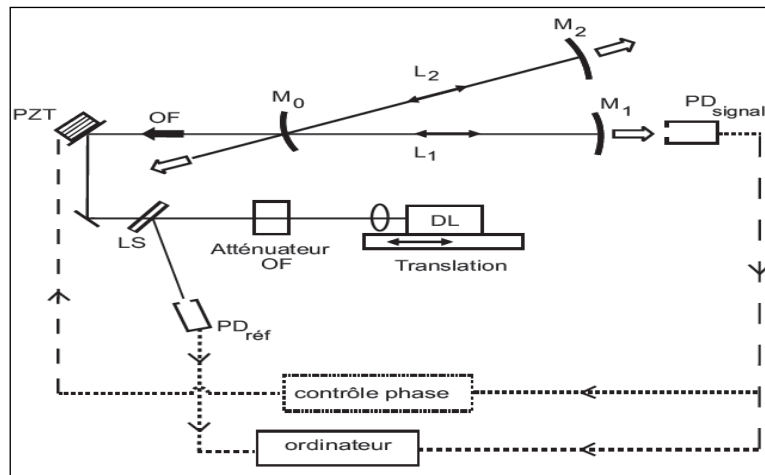 M2
L2
M0
PZT
OF
M1
PDsignal
L1
DL
LS
Atténuateur
OF
Translation
PDréf
contrôle phase
ordinateur